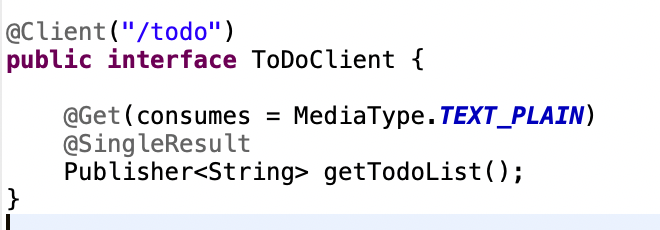 @Client("/todo")
public interface ToDoClient {
@Get(consumes = MediaType.TEXT_PLAIN)
@SingleResult
Publisher<String> getTodoList();
}